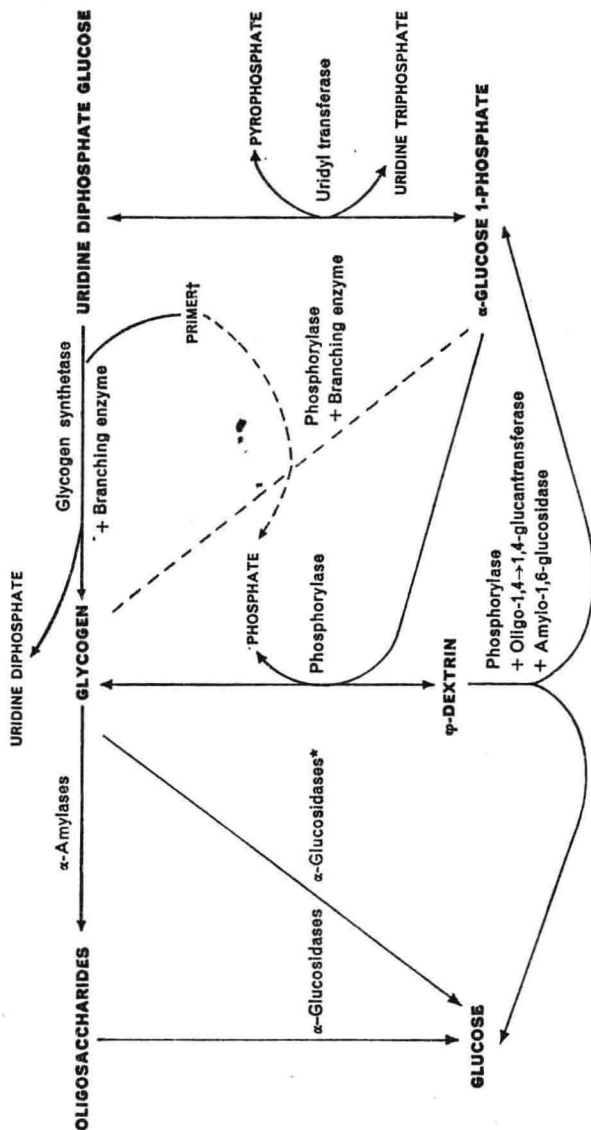 OLIGOSACCHARIDES
α-Amylases
GLYCOGEN
URIDINE DIPHOSPHATE
Glycogen synthetase
+ Branching enzyme
URIDINE DIPHOSPHATE GLUCOSE
PRiMER†
PYROPHOSPHATE
Uridyl transferase
URIDINE TRIPHOSPHATE
Phosphorylase
+ Branching enzyme
PHOSPHATE
Phosphorylase
α-Glucosidases
α-Glucosidases*
GLUCOSE
φ-DEXTRIN
Phosphorylase
+ Oligo-1,4→1,4-glucantransferase
+ Amylo-1,6-glucosidase
α-GLUCOSE 1-PHOSPHATE